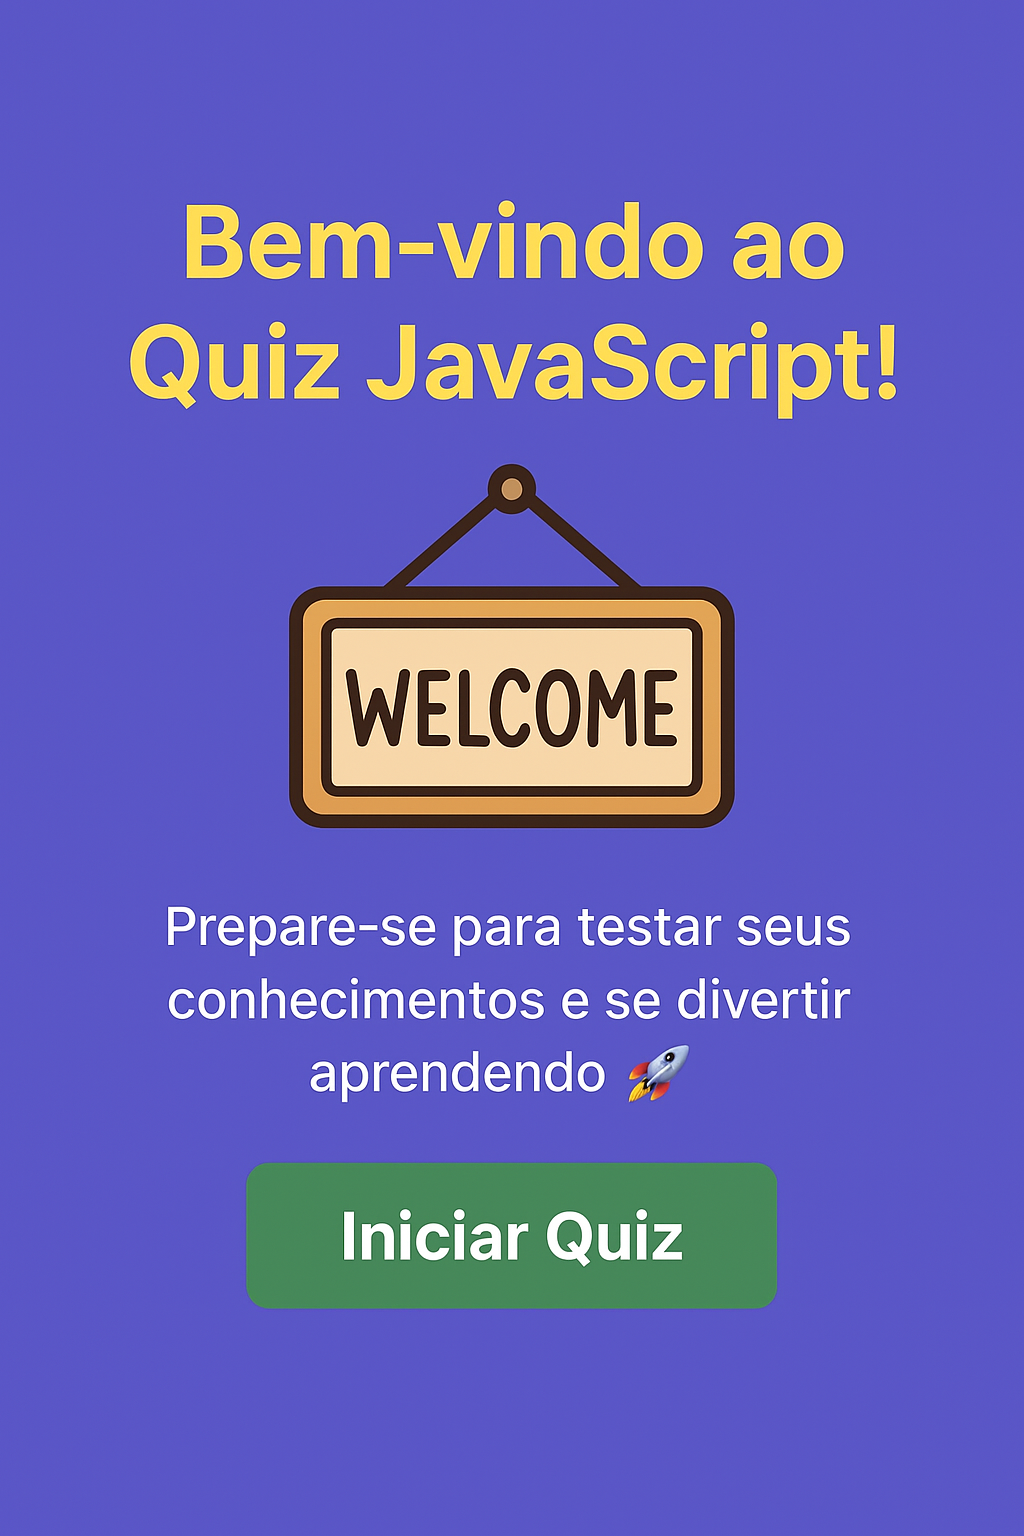 Bem-vindo ao
Quiz JavaScript!
WELCOME
Prepare-se para testar seus
conhecimentos e se divertir
aprendendo 🚀
Iniciar Quiz